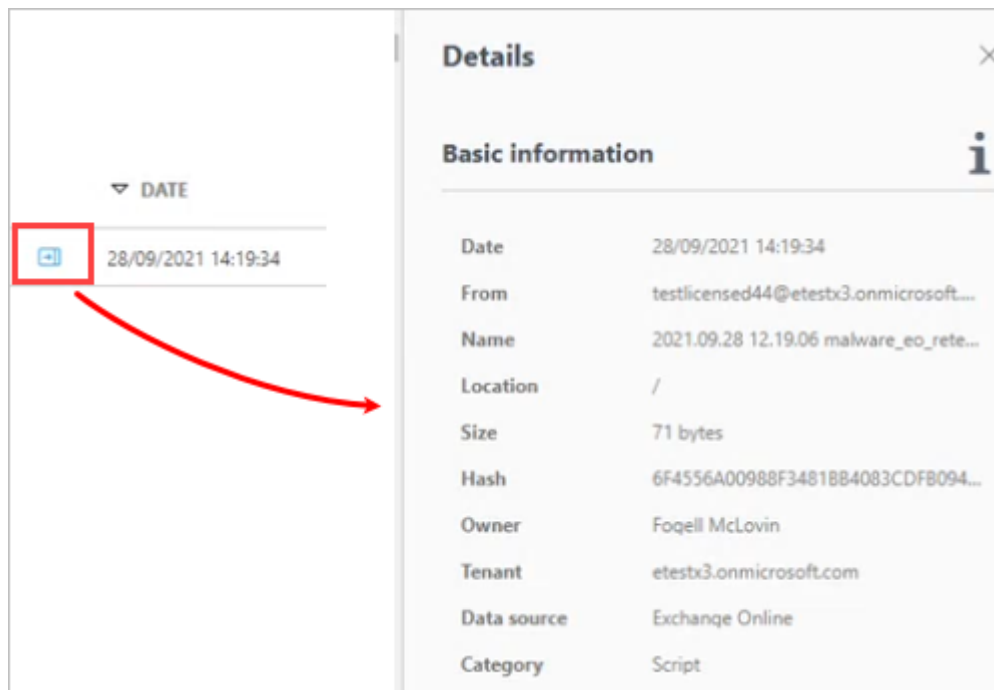 Details
Basic information
DATE
28/09/2021 14:19:34
Date 28/09/2021 14:19:34
From testlicensed44@etestx3.onmicrosoft....
Name 2021.09.28 12.19.06 malware_eo_rete...
Location /
Size 71 bytes
Hash 6F4556A00988F3481BB4083CDFB094...
Owner Fogell McLovin
Tenant etestx3.onmicrosoft.com
Data source Exchange Online
Category Script